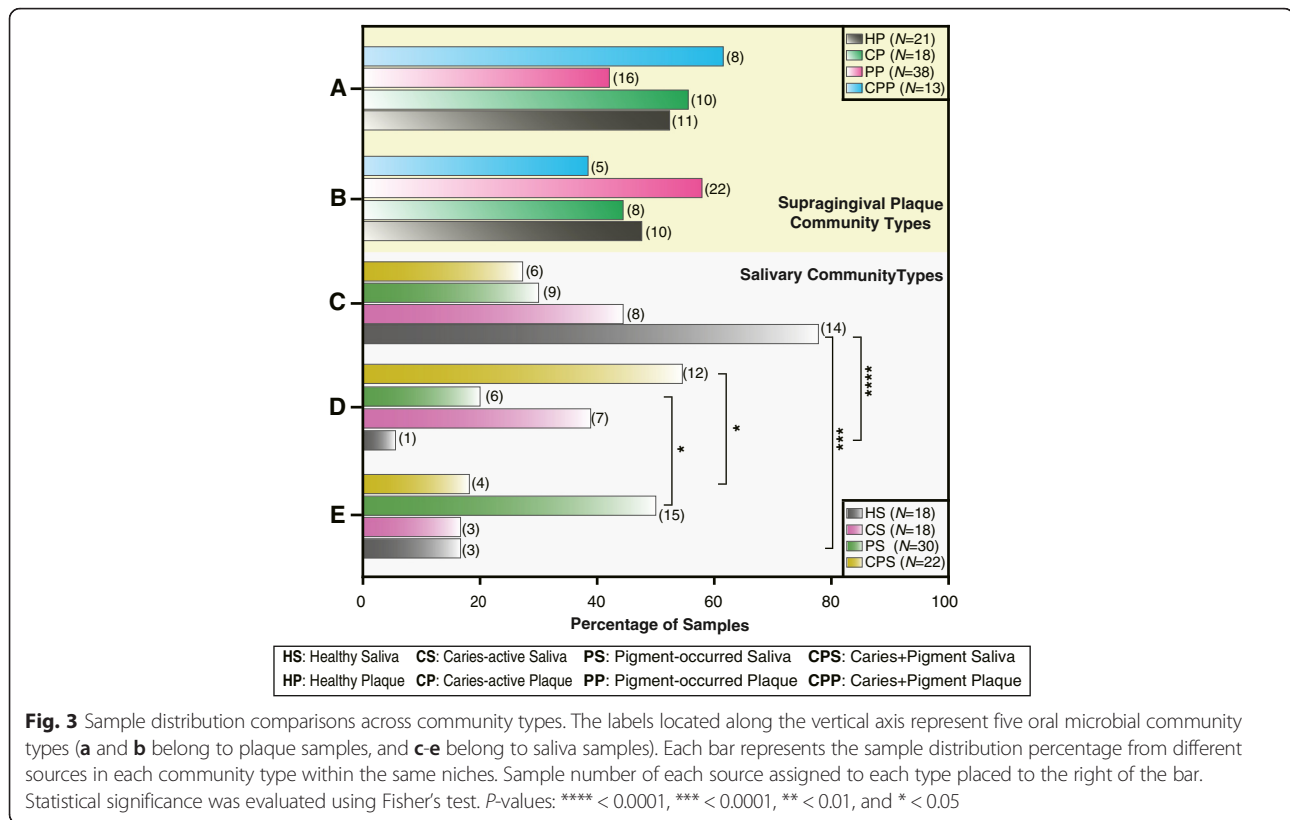 HP (N=21)
CP (N=18)
PP (N=38)
CPP (N=13)
A
(8)
(16)
(10)
(11)
B
(5)
(22)
(8)
(10)
Supragingival Plaque
Community Types
Salivary CommunityTypes
C
(6)
(9)
(8)
(14)
D
(12)
(6)
(7)
(1)
E
(4)
(15)
(3)
(3)
*
*
***
****
HS (N=18)
CS (N=18)
PS (N=30)
CPS (N=22)
0 20 40 60 80 100
Percentage of Samples
HS: Healthy Saliva CS: Caries-active Saliva PS: Pigment-occurred Saliva CPS: Caries+Pigment Saliva
HP: Healthy Plaque CP: Caries-active Plaque PP: Pigment-occurred Plaque CPP: Caries+Pigment Plaque
Fig. 3 Sample distribution comparisons across community types. The labels located along the vertical axis represent five oral microbial community
types (a and b belong to plaque samples, and c-e belong to saliva samples). Each bar represents the sample distribution percentage from different
sources in each community type within the same niches. Sample number of each source assigned to each type placed to the right of the bar.
Statistical significance was evaluated using Fisher's test. P-values: **** < 0.0001, *** < 0.0001, ** < 0.01, and * < 0.05